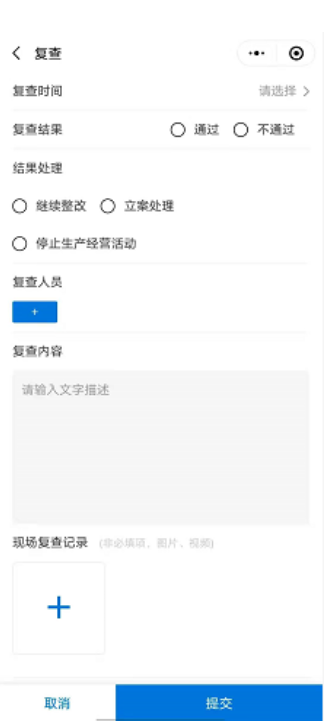 复查
复查时间 请选择
复查结果 通过 不通过
结果处理
继续整改 立案处理
停止生产经营活动
复查人员
+
复查内容
请输入文字描述
现场复查记录 (非必填项、图片、视频)
取消 提交